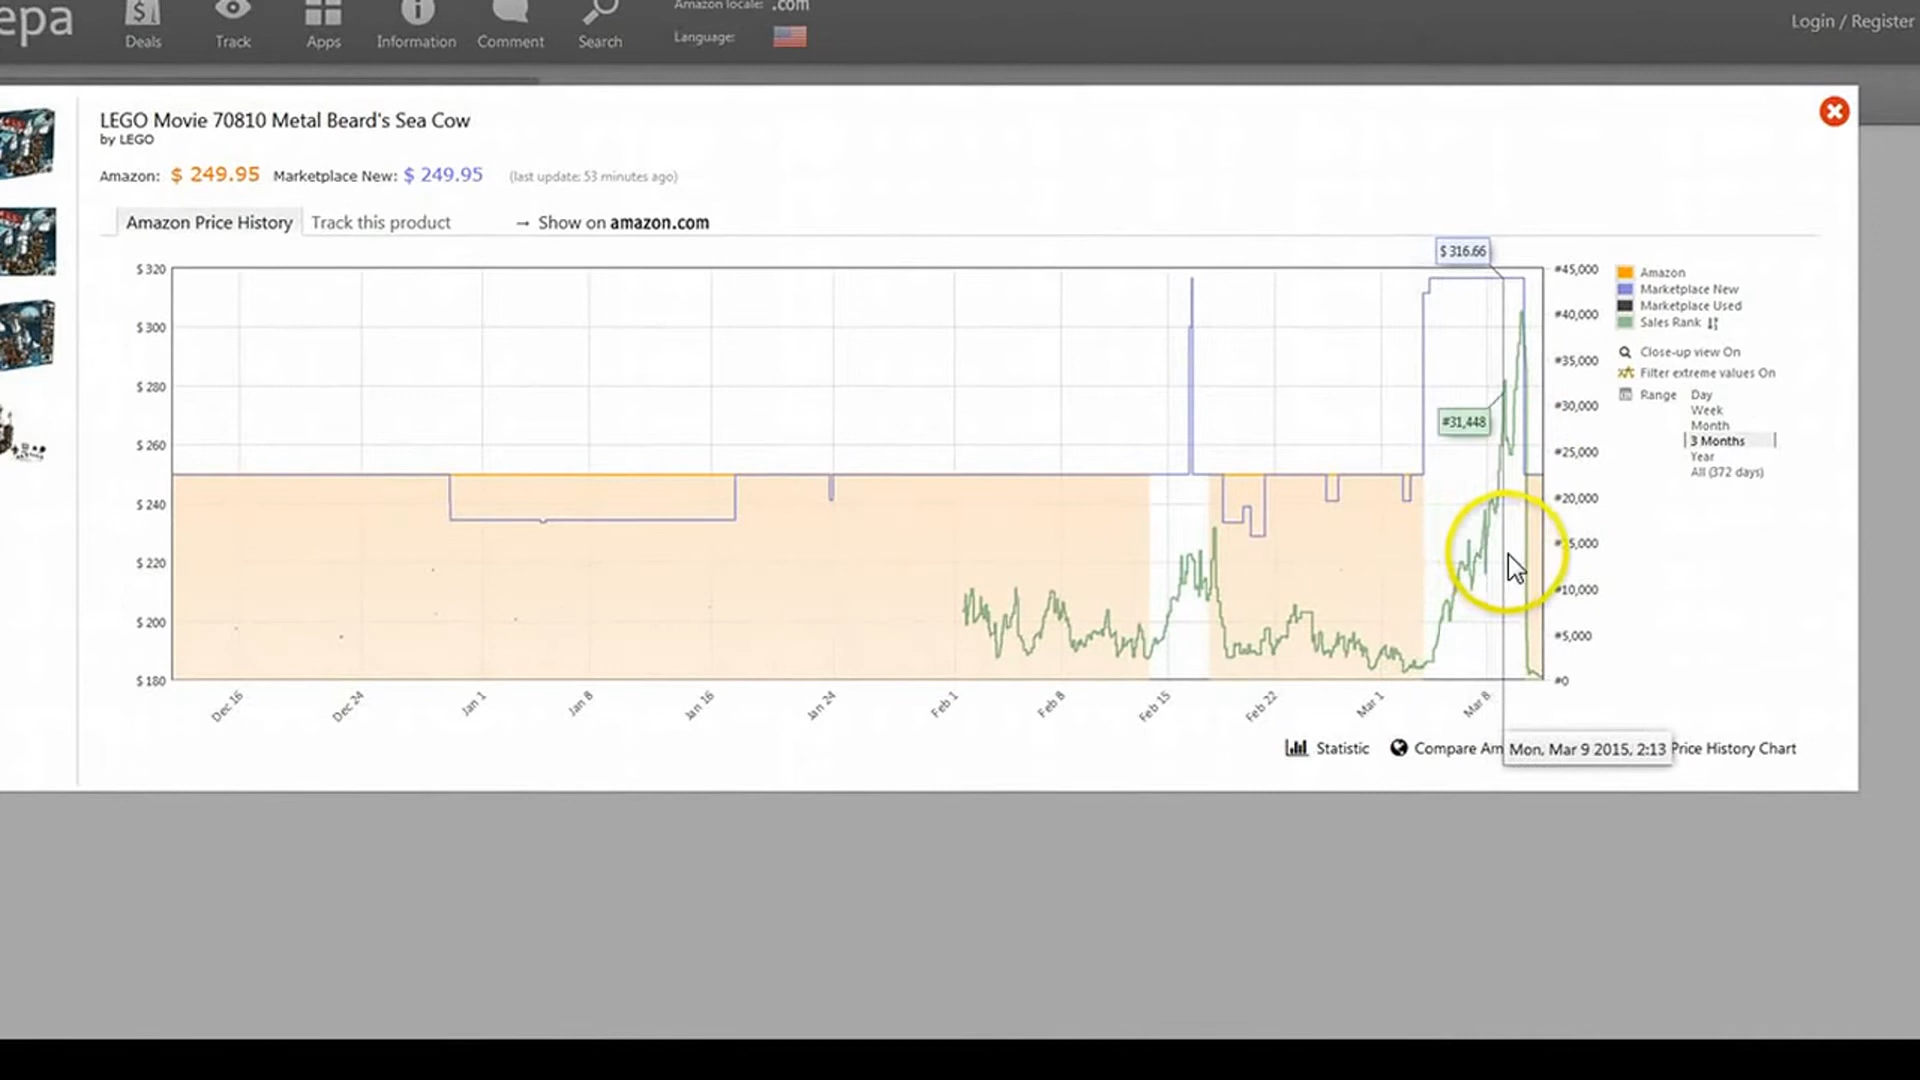 epa
Deals
Track
Apps
Information
Comment
Search
Amazon locale: .com
Language:
Login / Register
LEGO Movie 70810 Metal Beard's Sea Cow
by LEGO
Amazon: $ 249.95 Marketplace New: $ 249.95 (last update: 53 minutes ago)
Amazon Price History
Track this product
→ Show on amazon.com
$ 316.66
$ 320
$ 300
$ 280
$ 260
$ 240
$ 220
$ 200
$ 180
#31,448
#45,000
#40,000
#35,000
#30,000
#25,000
#20,000
#5,000
#10,000
#5,000
#0
Amazon
Marketplace New
Marketplace Used
Sales Rank
Close-up view On
Filter extreme values On
Range
Day
Week
Month
3 Months
Year
All (372 days)
Dec 16
Dec 24
Jan 1
Jan 8
Jan 16
Jan 24
Feb 1
Feb 8
Feb 15
Feb 22
Mar 1
Mar 8
Statistic
Compare Am
Mon, Mar 9 2015, 2:13
Price History Chart